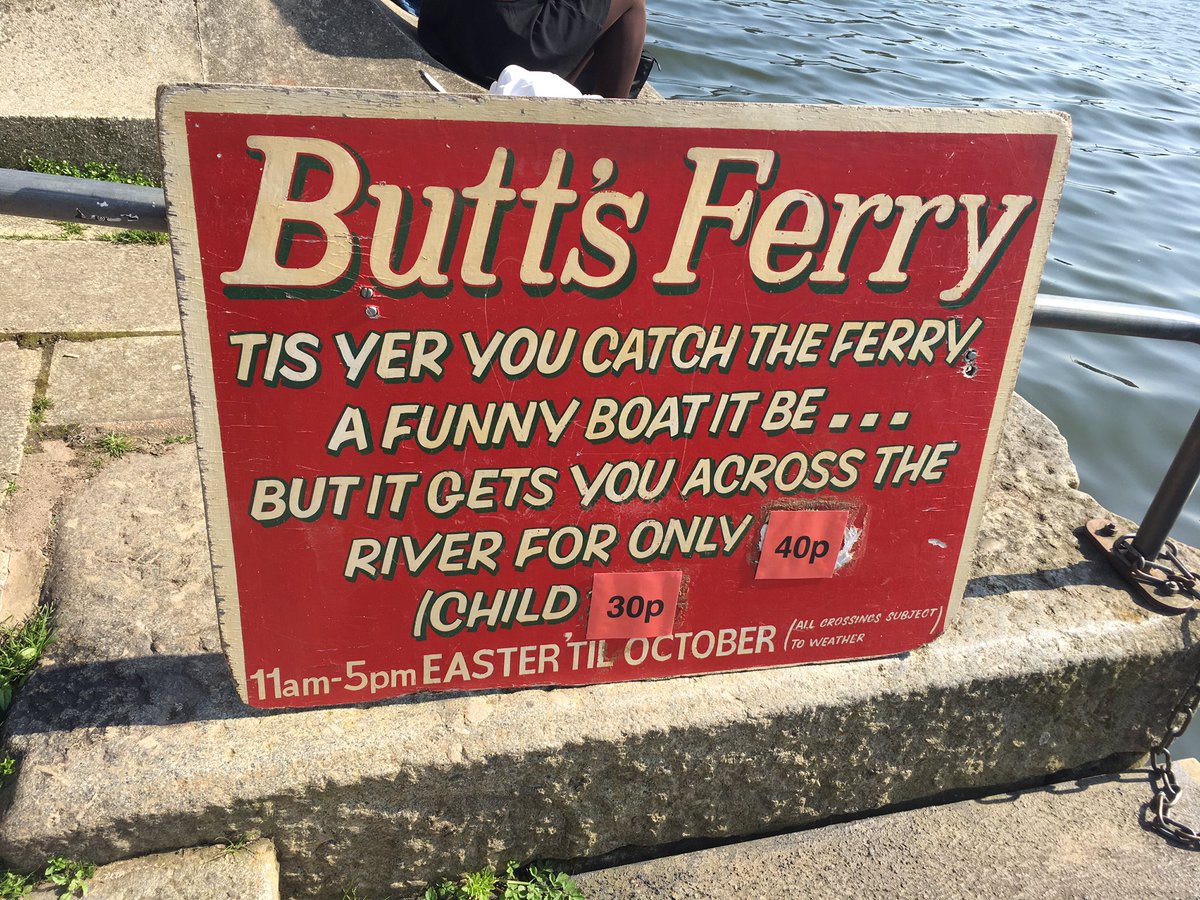 Butt's Ferry
TIS YER YOU CATCH THE FERRY
A FUNNY BOAT IT BE...
BUT IT GETS YOU ACROSS THE
RIVER FOR ONLY 40p
(CHILD 30p
11am-5pm EASTER 'TIL OCTOBER (ALL CROSSINGS SUBJECT)
TO WEATHER